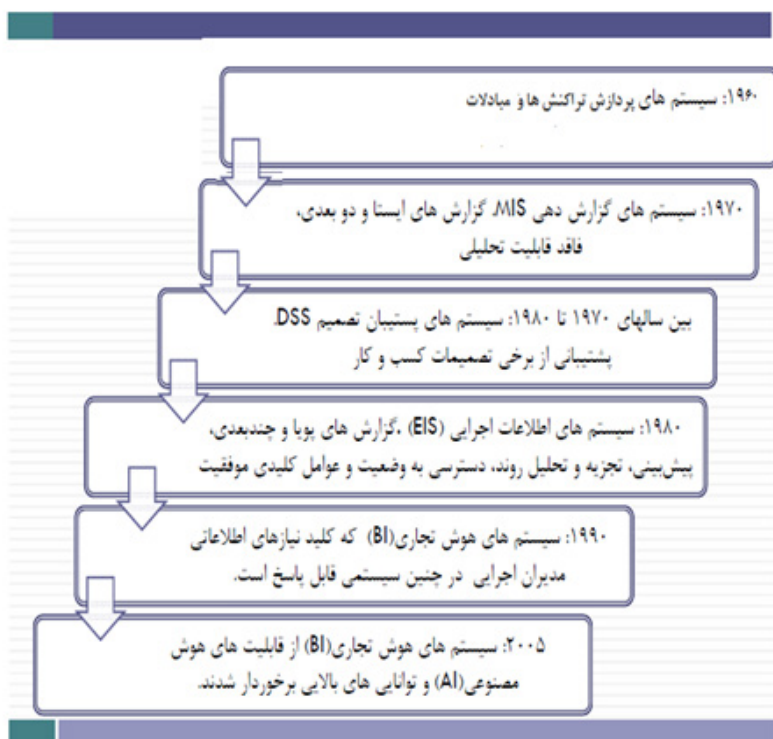 ۱۹۶۰: سیستم های پردازش تراکنش ها و مبادلات
۱۹۷۰: سیستم های گزارش دهی MIS، گزارش های ایستا و دو بعدی،
فاقد قابلیت تحلیلی
بین سالهای ۱۹۷۰ تا ۱۹۸۰: سیستم های پستیبان تصمیم DSS.
پشتیبانی از برخی تصمیمات کسب و کار
۱۹۸۰: سیستم های اطلاعات اجرایی (EIS) .گزارش های پویا و چندبعدی،
پیش‌بینی، تجزیه و تحلیل روند، دسترسی به وضعیت و عوامل کلیدی موفقیت
۱۹۹۰: سیستم های هوش تجاری(BI) که کلید نیازهای اطلاعاتی
مدیران اجرایی در چنین سیستمی قابل پاسخ است.
۲۰۰۵: سیستم های هوش تجاری(BI) از قابلیت های هوش
مصنوعی(AI) و توانایی های بالایی برخوردار شدند.